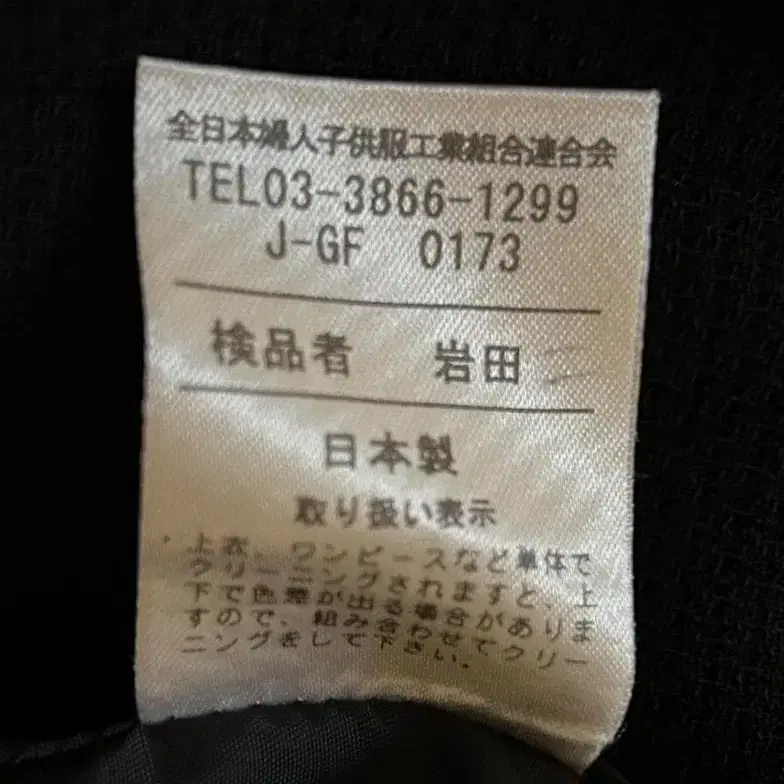 全日本婦人子供服工業組合連合会
TEL03-3866-1299
J-GF 0173
検品者 岩田
日本製
取り扱い表示
・上衣、ワンピースなど単体で
クリーニングされますと、上
下で色差が出る場合がありま
すので、組み合わせてクリー
ニングをして下さい。